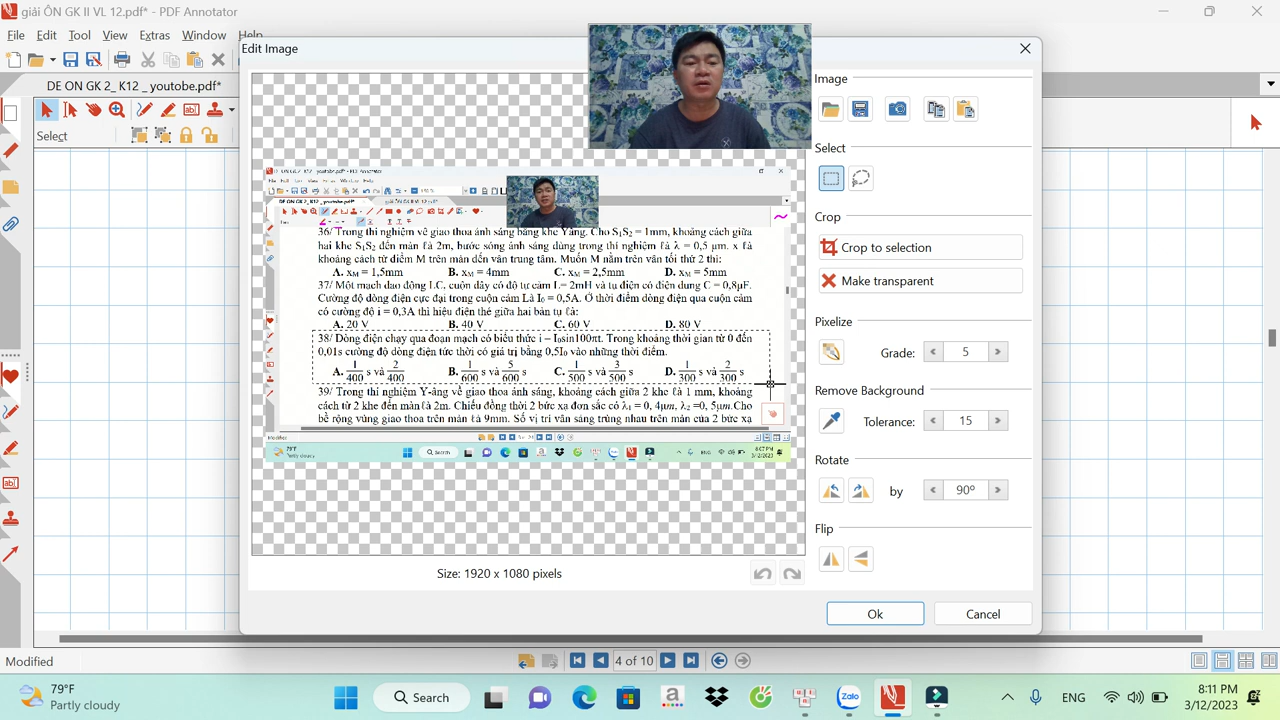 giải ÔN GK II VL 12.pdf* - PDF Annotator
File Edit Tool View Extras Window Help
DE ON GK 2_ K12 _ youtube.pdf*
Select
Edit Image
36/ Trong thí nghiệm về giao thoa ánh sáng bằng khe Yâng. Cho S₁S₂ = 1mm, khoảng cách giữa
hai khe S₁S₂ đến màn là 2m, bước sóng ánh sáng dùng trong thí nghiệm là λ = 0,5 μm. x là
khoảng cách từ điểm M trên màn đến vân trung tâm. Muốn M nằm trên vân tối thứ 2 thì:
A. xM = 1,5mm B. xM = 4mm C. xM = 2,5mm D. xM = 5mm
37/ Một mạch dao động LC, cuộn dây có độ tự cảm L= 2mH và tụ điện có điện dung C = 0,8μF.
Cường độ dòng điện cực đại trong cuộn cảm Là I₀ = 0,5A. Ở thời điểm dòng điện qua cuộn cảm
có cường độ i = 0,3A thì hiệu điện thế giữa hai bản tụ là:
A. 20 V B. 40 V C. 60 V D. 80 V
38/ Dòng điện chạy qua đoạn mạch có biểu thức i = I₀sin100πt. Trong khoảng thời gian từ 0 đến
0,01s cường độ dòng điện tức thời có giá trị bằng 0,5I₀ vào những thời điểm.
A. 1/400 s và 2/400 B. 1/600 s và 5/600 s C. 1/500 s và 3/500 s D. 1/300 s và 2/300 s
39/ Trong thí nghiệm Y-âng về giao thoa ánh sáng, khoảng cách giữa 2 khe là 1 mm, khoảng
cách từ 2 khe đến màn là 2m. Chiếu đồng thời 2 bức xạ đơn sắc có λ₁ = 0, 4μm, λ₂ =0, 5μm.Cho
bề rộng vùng giao thoa trên màn là 9mm. Số vị trí vân sáng trùng nhau trên màn của 2 bức xạ
79°F
Partly cloudy
Search
ENG
8:07 PM
3/12/2023
Size: 1920 x 1080 pixels
Image
Select
Crop
Crop to selection
Make transparent
Pixelize
Grade: 5
Remove Background
Tolerance: 15
Rotate
by 90°
Flip
Ok Cancel
Modified
4 of 10
79°F
Partly cloudy
Search
Zalo
ENG
8:11 PM
3/12/2023